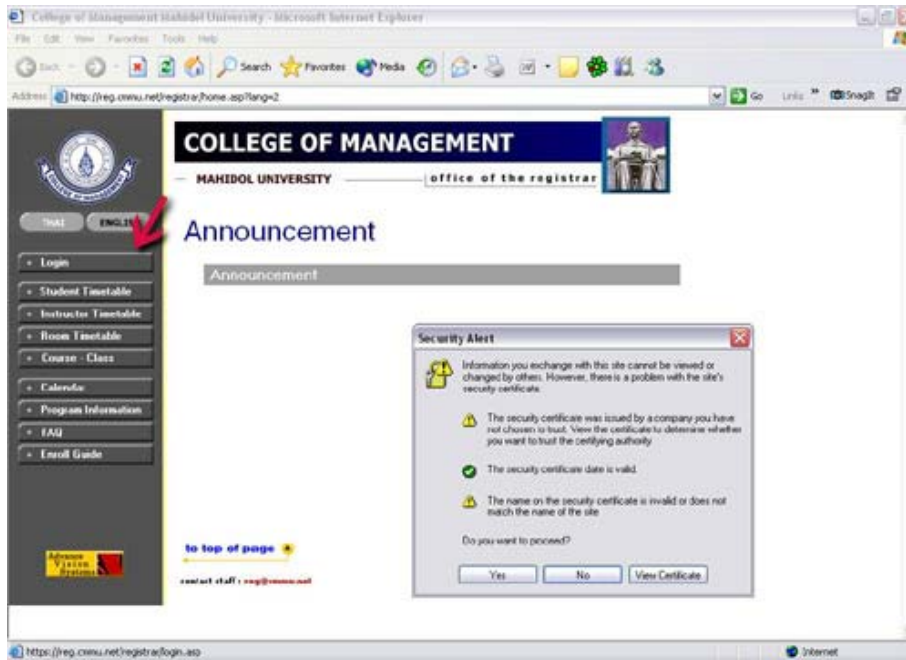 College of Management Mahidol University - Microsoft Internet Explorer
File Edit View Favorites Tools Help
Back Search Favorites Media
Address http://reg.cmmu.net/registrar/home.asp?lang=2 Go Links SnagIt
COLLEGE OF MANAGEMENT
MAHIDOL UNIVERSITY office of the registrar
THAI ENGLISH
Announcement
Login
Announcement
Student Timetable
Instructor Timetable
Room Timetable
Course - Class
Calendar
Program Information
FAQ
Enroll Guide
Security Alert
Information you exchange with this site cannot be viewed or
changed by others. However, there is a problem with the site's
security certificate.
The security certificate was issued by a company you have
not chosen to trust. View the certificate to determine whether
you want to trust the certifying authority.
The security certificate date is valid.
The name on the security certificate is invalid or does not
match the name of the site
Do you want to proceed?
Yes No View Certificate
Advance
Vision
Systems
to top of page
contact staff : reg@cmmu.net
https://reg.cmmu.net/registrar/login.asp Internet